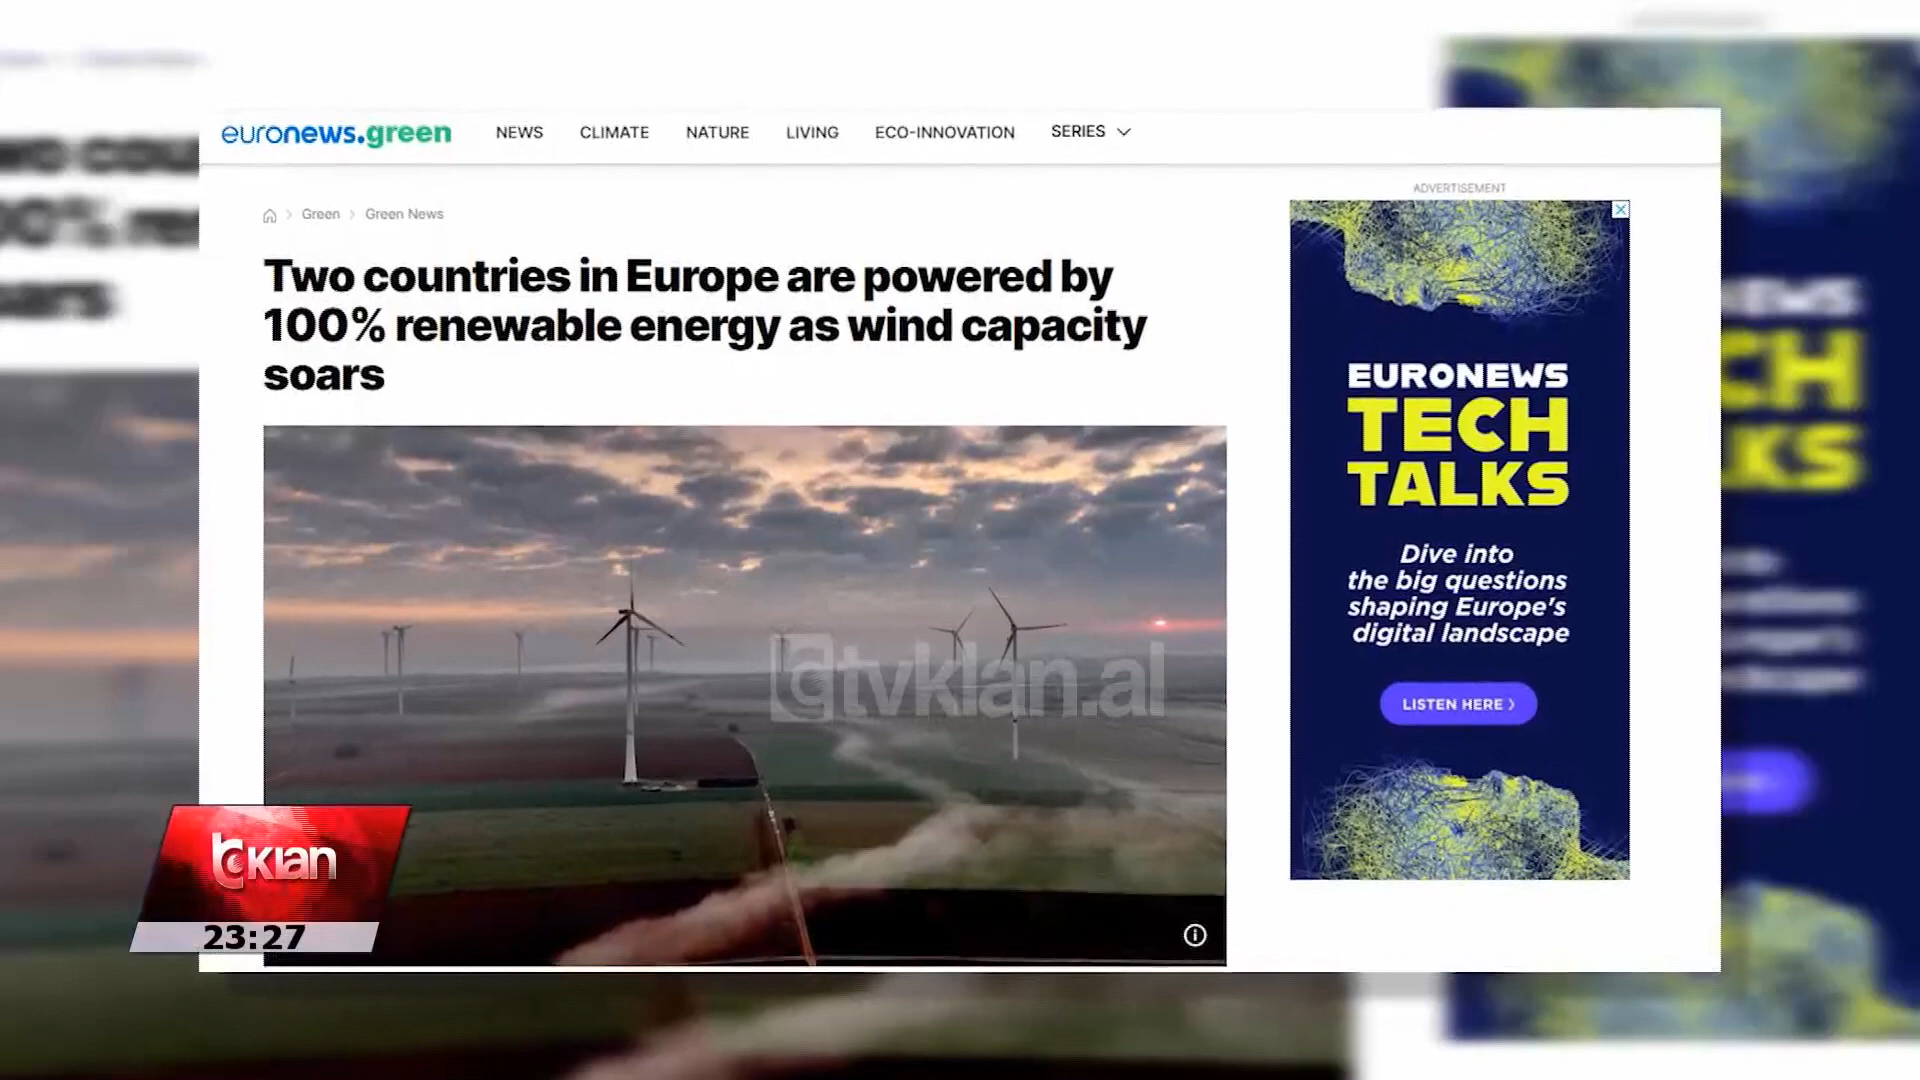 euronews.green
NEWS
CLIMATE
NATURE
LIVING
ECO-INNOVATION
SERIES
Green
Green News
Two countries in Europe are powered by
100% renewable energy as wind capacity
soars
ADVERTISEMENT
EURONEWS
TECH
TALKS
Dive into
the big questions
shaping Europe's
digital landscape
LISTEN HERE
tvklan.al
klan
23:27